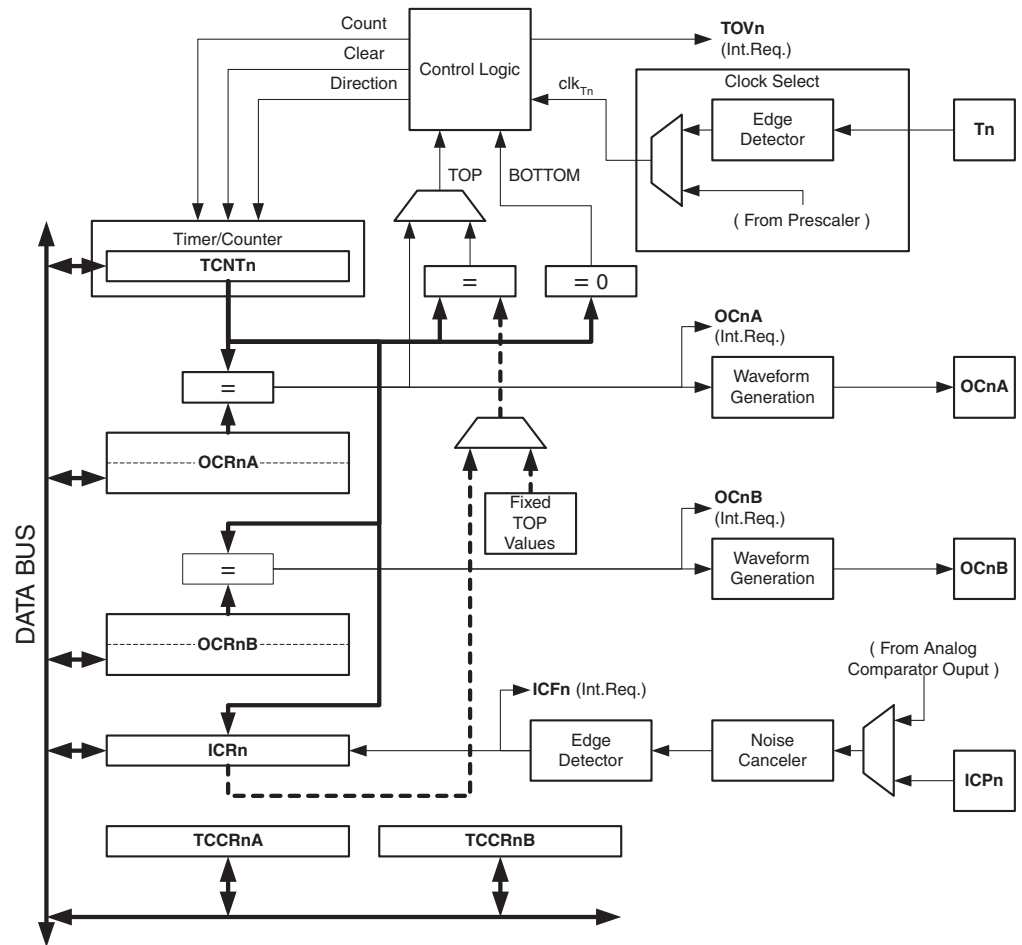 Count
Clear
Direction
Control Logic
TOVn
(Int.Req.)
clkTn
Clock Select
Edge
Detector
Tn
( From Prescaler )
TOP
BOTTOM
Timer/Counter
TCNTn
=
= 0
OCnA
(Int.Req.)
=
Waveform
Generation
OCnA
OCRnA
Fixed
TOP
Values
OCnB
(Int.Req.)
=
Waveform
Generation
OCnB
DATA BUS
OCRnB
( From Analog
Comparator Ouput )
ICFn (Int.Req.)
ICRn
Edge
Detector
Noise
Canceler
ICPn
TCCRnA
TCCRnB